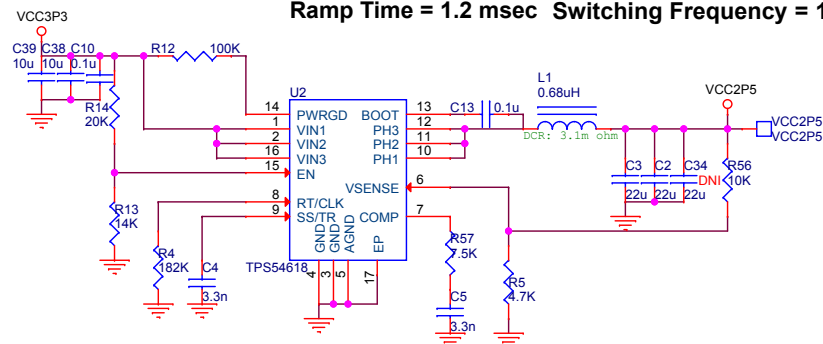 Ramp Time = 1.2 msec Switching Frequency = 1
VCC3P3
C39 C38 C10
10u 10u 0.1u
R12 100K
R14
20K
R13
14K
R4
182K
C4
3.3n
U2
14 PWRGD BOOT 13
1 VIN1 PH3 12
2 VIN2 PH2 11
16 VIN3 PH1 10
15 EN
VSENSE 6
8 RT/CLK
9 SS/TR COMP 7
GND GND AGND EP
4 3 5 17
TPS54618
C13 0.1u
L1
0.68uH
DCR: 3.1m ohm
VCC2P5
VCC2P5
VCC2P5
C3 C2 C34 R56
DNI 10K
22u 22u 22u
R57
7.5K
C5
3.3n
R5
4.7K